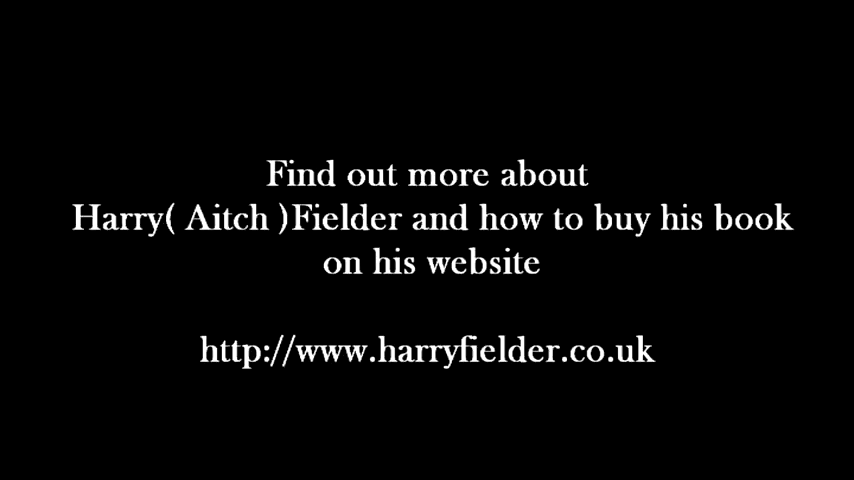 Find out more about
Harry( Aitch )Fielder and how to buy his book
on his website
http://www.harryfielder.co.uk